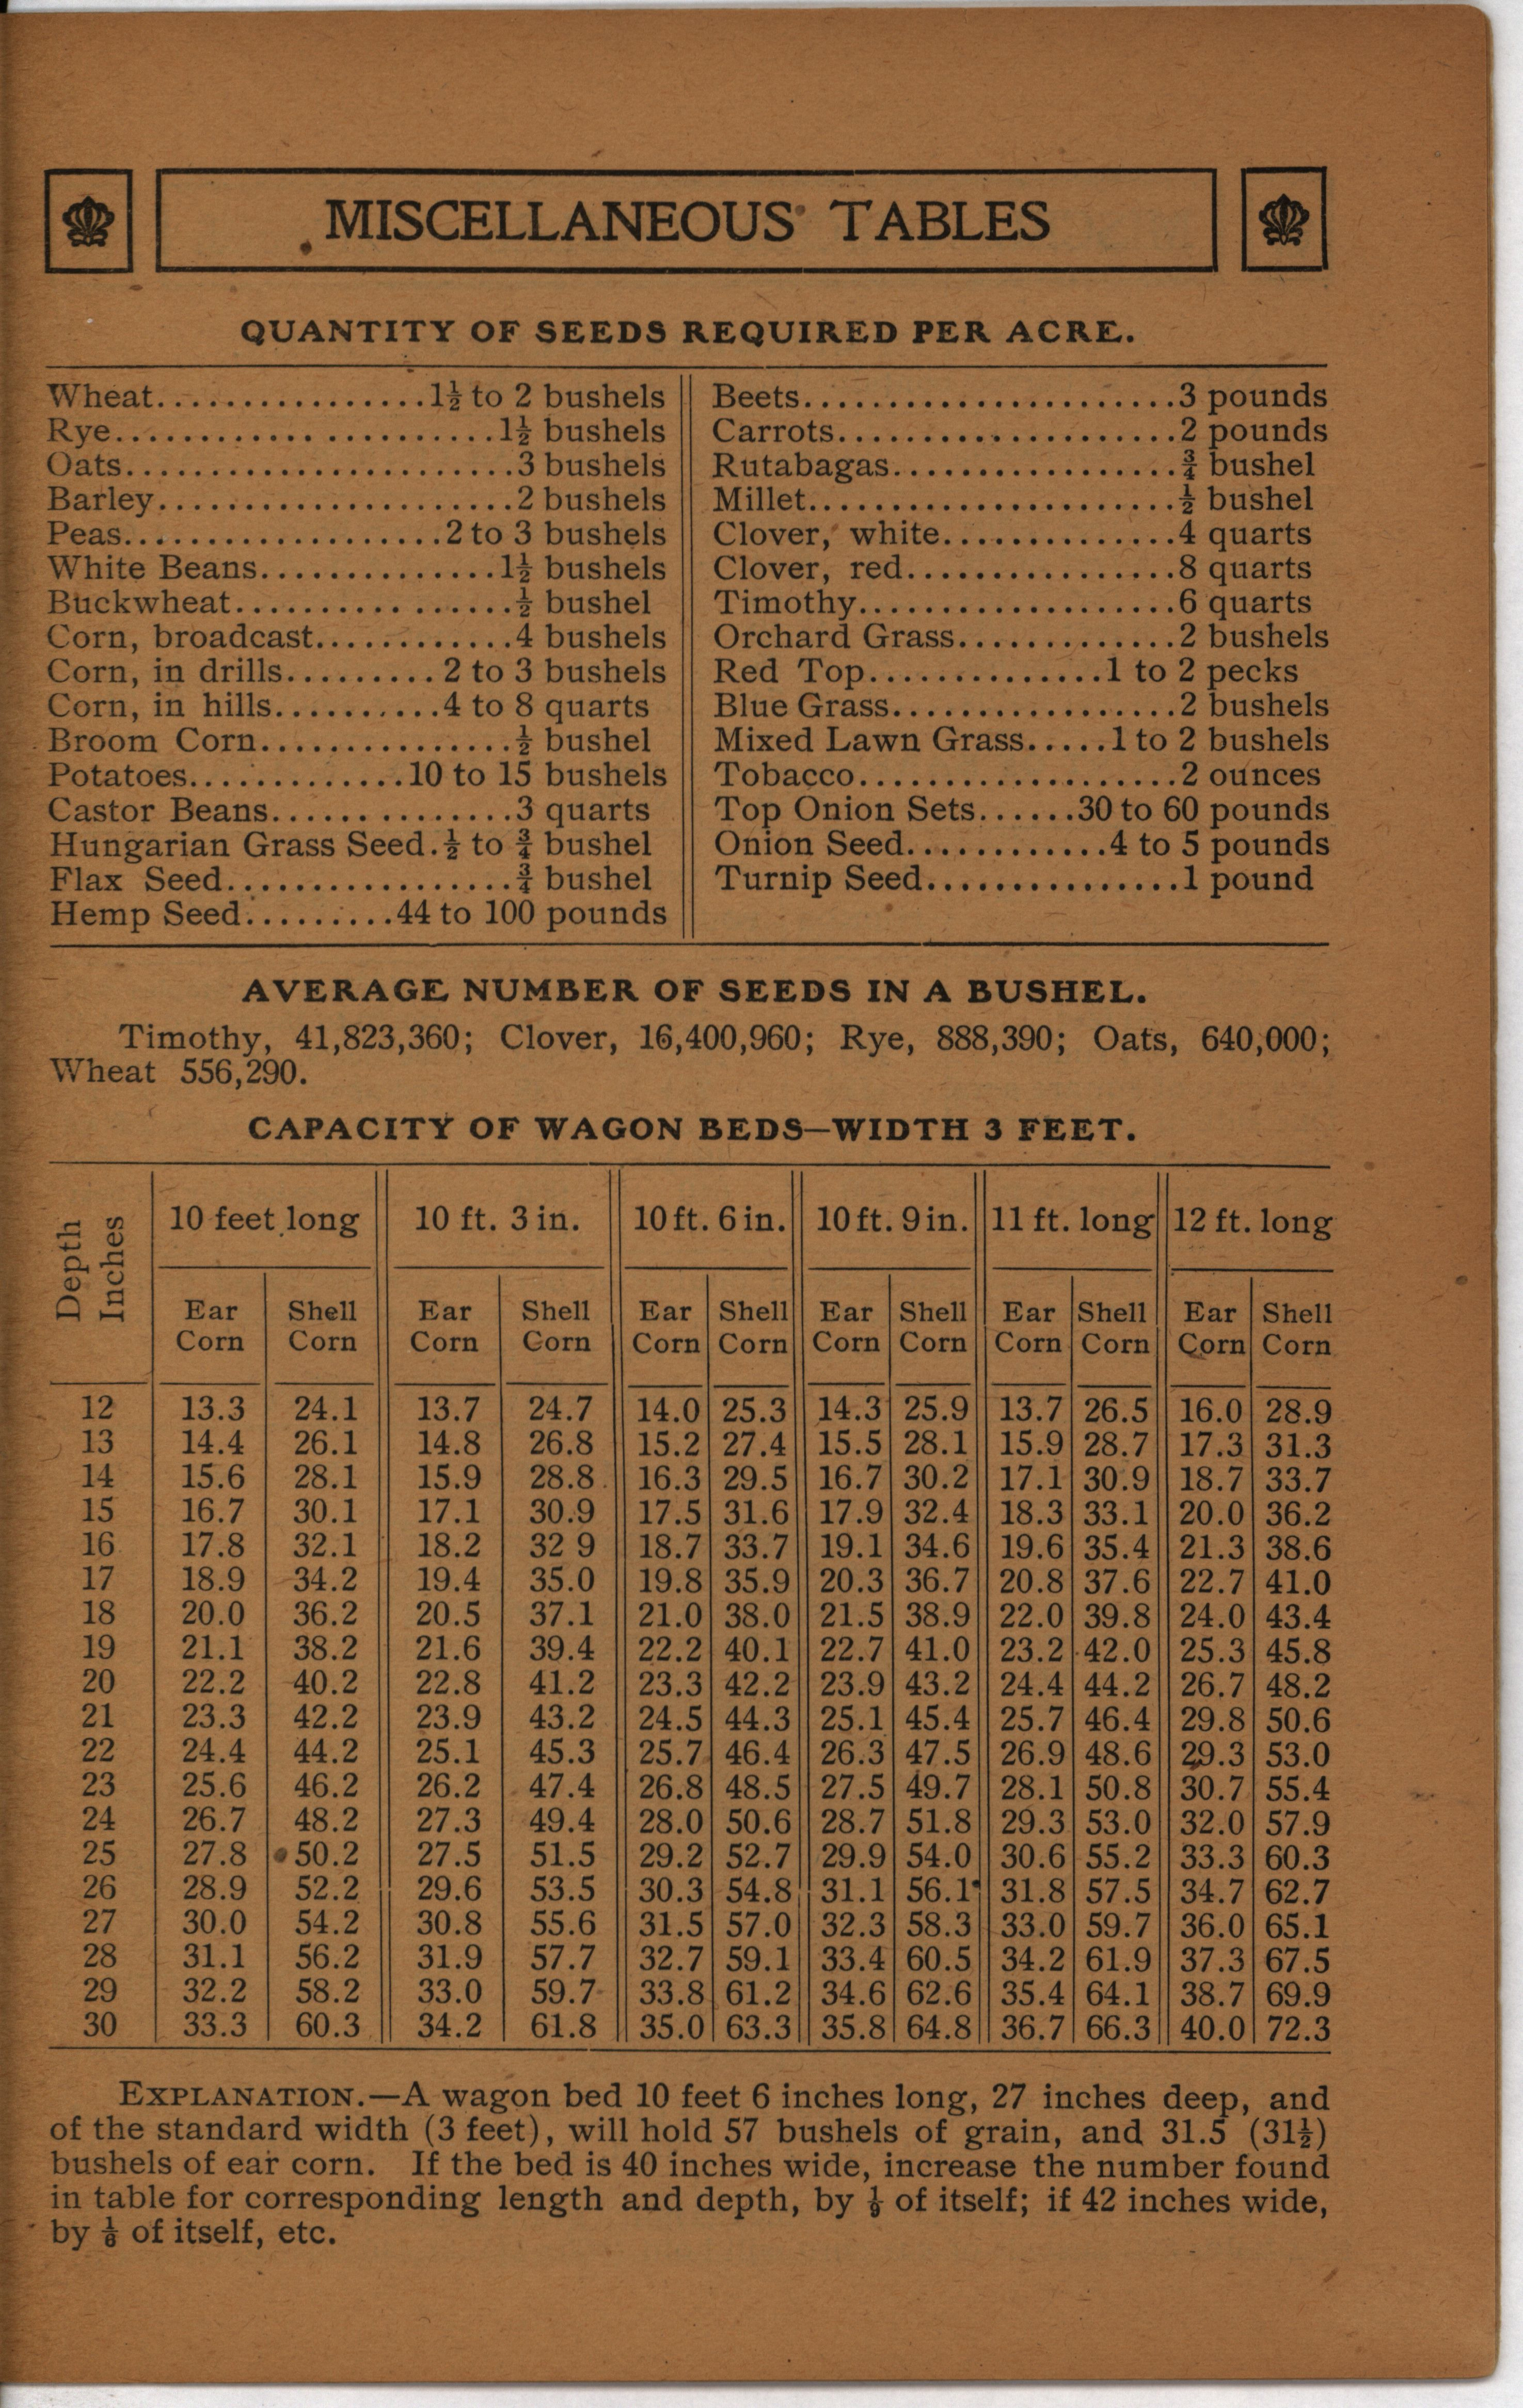 MISCELLANEOUS TABLES
QUANTITY OF SEEDS REQUIRED PER ACRE.
Wheat................1½ to 2 bushels
Rye.......................1½ bushels
Oats.......................3 bushels
Barley.....................2 bushels
Peas...................2 to 3 bushels
White Beans..............1½ bushels
Buckwheat.................½ bushel
Corn, broadcast............4 bushels
Corn, in drills.........2 to 3 bushels
Corn, in hills..........4 to 8 quarts
Broom Corn...............½ bushel
Potatoes.............10 to 15 bushels
Castor Beans..............3 quarts
Hungarian Grass Seed.½ to ¾ bushel
Flax Seed.................¾ bushel
Hemp Seed.........44 to 100 pounds
Beets......................3 pounds
Carrots....................2 pounds
Rutabagas.................¾ bushel
Millet......................½ bushel
Clover, white..............4 quarts
Clover, red................8 quarts
Timothy...................6 quarts
Orchard Grass.............2 bushels
Red Top..............1 to 2 pecks
Blue Grass.................2 bushels
Mixed Lawn Grass.....1 to 2 bushels
Tobacco...................2 ounces
Top Onion Sets......30 to 60 pounds
Onion Seed............4 to 5 pounds
Turnip Seed...............1 pound
AVERAGE NUMBER OF SEEDS IN A BUSHEL.
Timothy, 41,823,360; Clover, 16,400,960; Rye, 888,390; Oats, 640,000;
Wheat 556,290.
CAPACITY OF WAGON BEDS—WIDTH 3 FEET.
Depth Inches 10 feet long 10 ft. 3 in. 10 ft. 6 in. 10 ft. 9 in. 11 ft. long 12 ft. long
Ear Shell Ear Shell Ear Shell Ear Shell Ear Shell Ear Shell
Corn Corn Corn Corn Corn Corn Corn Corn Corn Corn Corn Corn
12 13.3 24.1 13.7 24.7 14.0 25.3 14.3 25.9 13.7 26.5 16.0 28.9
13 14.4 26.1 14.8 26.8 15.2 27.4 15.5 28.1 15.9 28.7 17.3 31.3
14 15.6 28.1 15.9 28.8 16.3 29.5 16.7 30.2 17.1 30.9 18.7 33.7
15 16.7 30.1 17.1 30.9 17.5 31.6 17.9 32.4 18.3 33.1 20.0 36.2
16 17.8 32.1 18.2 32 9 18.7 33.7 19.1 34.6 19.6 35.4 21.3 38.6
17 18.9 34.2 19.4 35.0 19.8 35.9 20.3 36.7 20.8 37.6 22.7 41.0
18 20.0 36.2 20.5 37.1 21.0 38.0 21.5 38.9 22.0 39.8 24.0 43.4
19 21.1 38.2 21.6 39.4 22.2 40.1 22.7 41.0 23.2 42.0 25.3 45.8
20 22.2 40.2 22.8 41.2 23.3 42.2 23.9 43.2 24.4 44.2 26.7 48.2
21 23.3 42.2 23.9 43.2 24.5 44.3 25.1 45.4 25.7 46.4 29.8 50.6
22 24.4 44.2 25.1 45.3 25.7 46.4 26.3 47.5 26.9 48.6 29.3 53.0
23 25.6 46.2 26.2 47.4 26.8 48.5 27.5 49.7 28.1 50.8 30.7 55.4
24 26.7 48.2 27.3 49.4 28.0 50.6 28.7 51.8 29.3 53.0 32.0 57.9
25 27.8 50.2 27.5 51.5 29.2 52.7 29.9 54.0 30.6 55.2 33.3 60.3
26 28.9 52.2 29.6 53.5 30.3 54.8 31.1 56.1 31.8 57.5 34.7 62.7
27 30.0 54.2 30.8 55.6 31.5 57.0 32.3 58.3 33.0 59.7 36.0 65.1
28 31.1 56.2 31.9 57.7 32.7 59.1 33.4 60.5 34.2 61.9 37.3 67.5
29 32.2 58.2 33.0 59.7 33.8 61.2 34.6 62.6 35.4 64.1 38.7 69.9
30 33.3 60.3 34.2 61.8 35.0 63.3 35.8 64.8 36.7 66.3 40.0 72.3
EXPLANATION.—A wagon bed 10 feet 6 inches long, 27 inches deep, and
of the standard width (3 feet), will hold 57 bushels of grain, and 31.5 (31½)
bushels of ear corn. If the bed is 40 inches wide, increase the number found
in table for corresponding length and depth, by ⅑ of itself; if 42 inches wide,
by ⅙ of itself, etc.